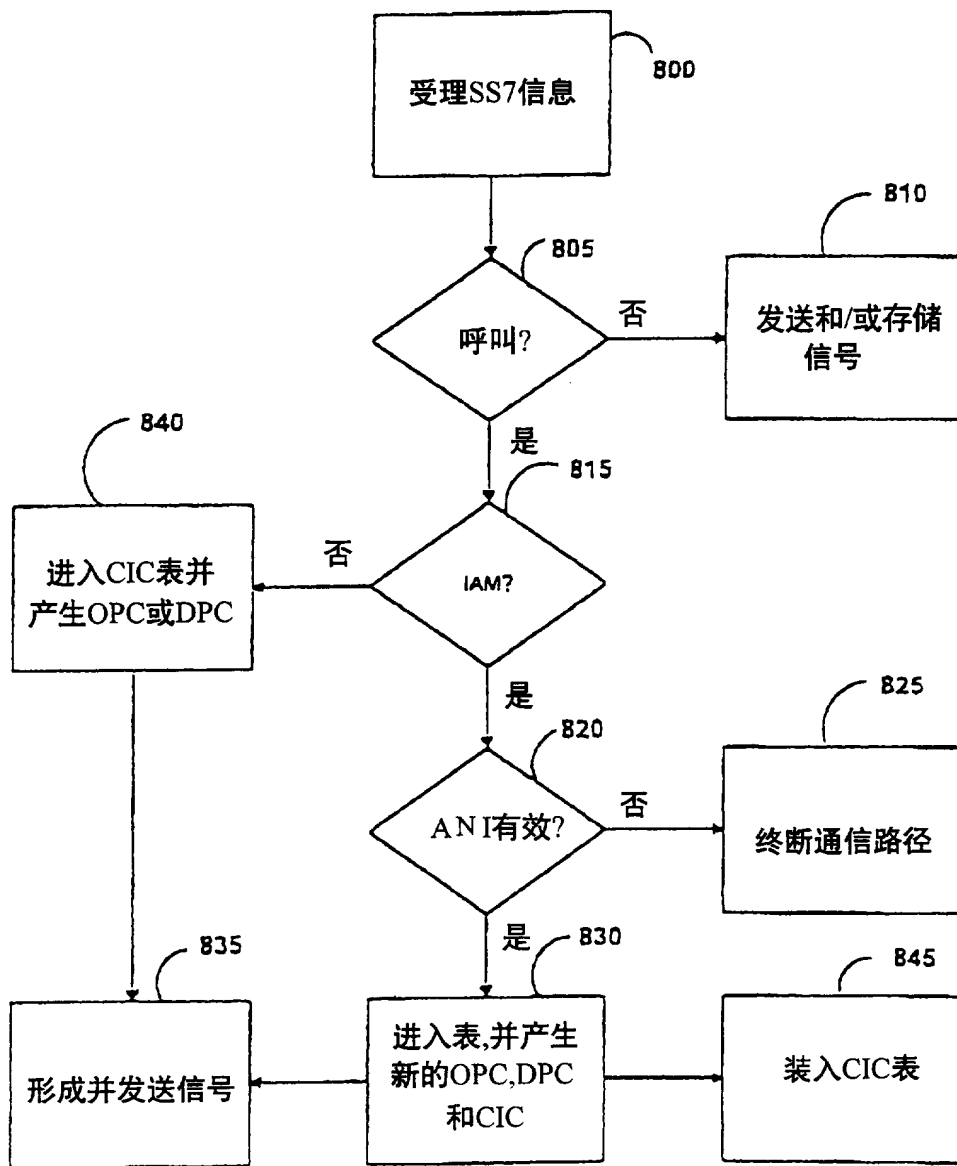 800
受理SS7信息
810
805
呼叫?
否
发送和/或存储
信号
是
840
815
否
IAM?
进入CIC表并
产生OPC或DPC
是
825
820
ANI有效?
否
终断通信路径
是
830
835
845
进入表,并产生
新的OPC,DPC
和CIC
形成并发送信号
装入CIC表